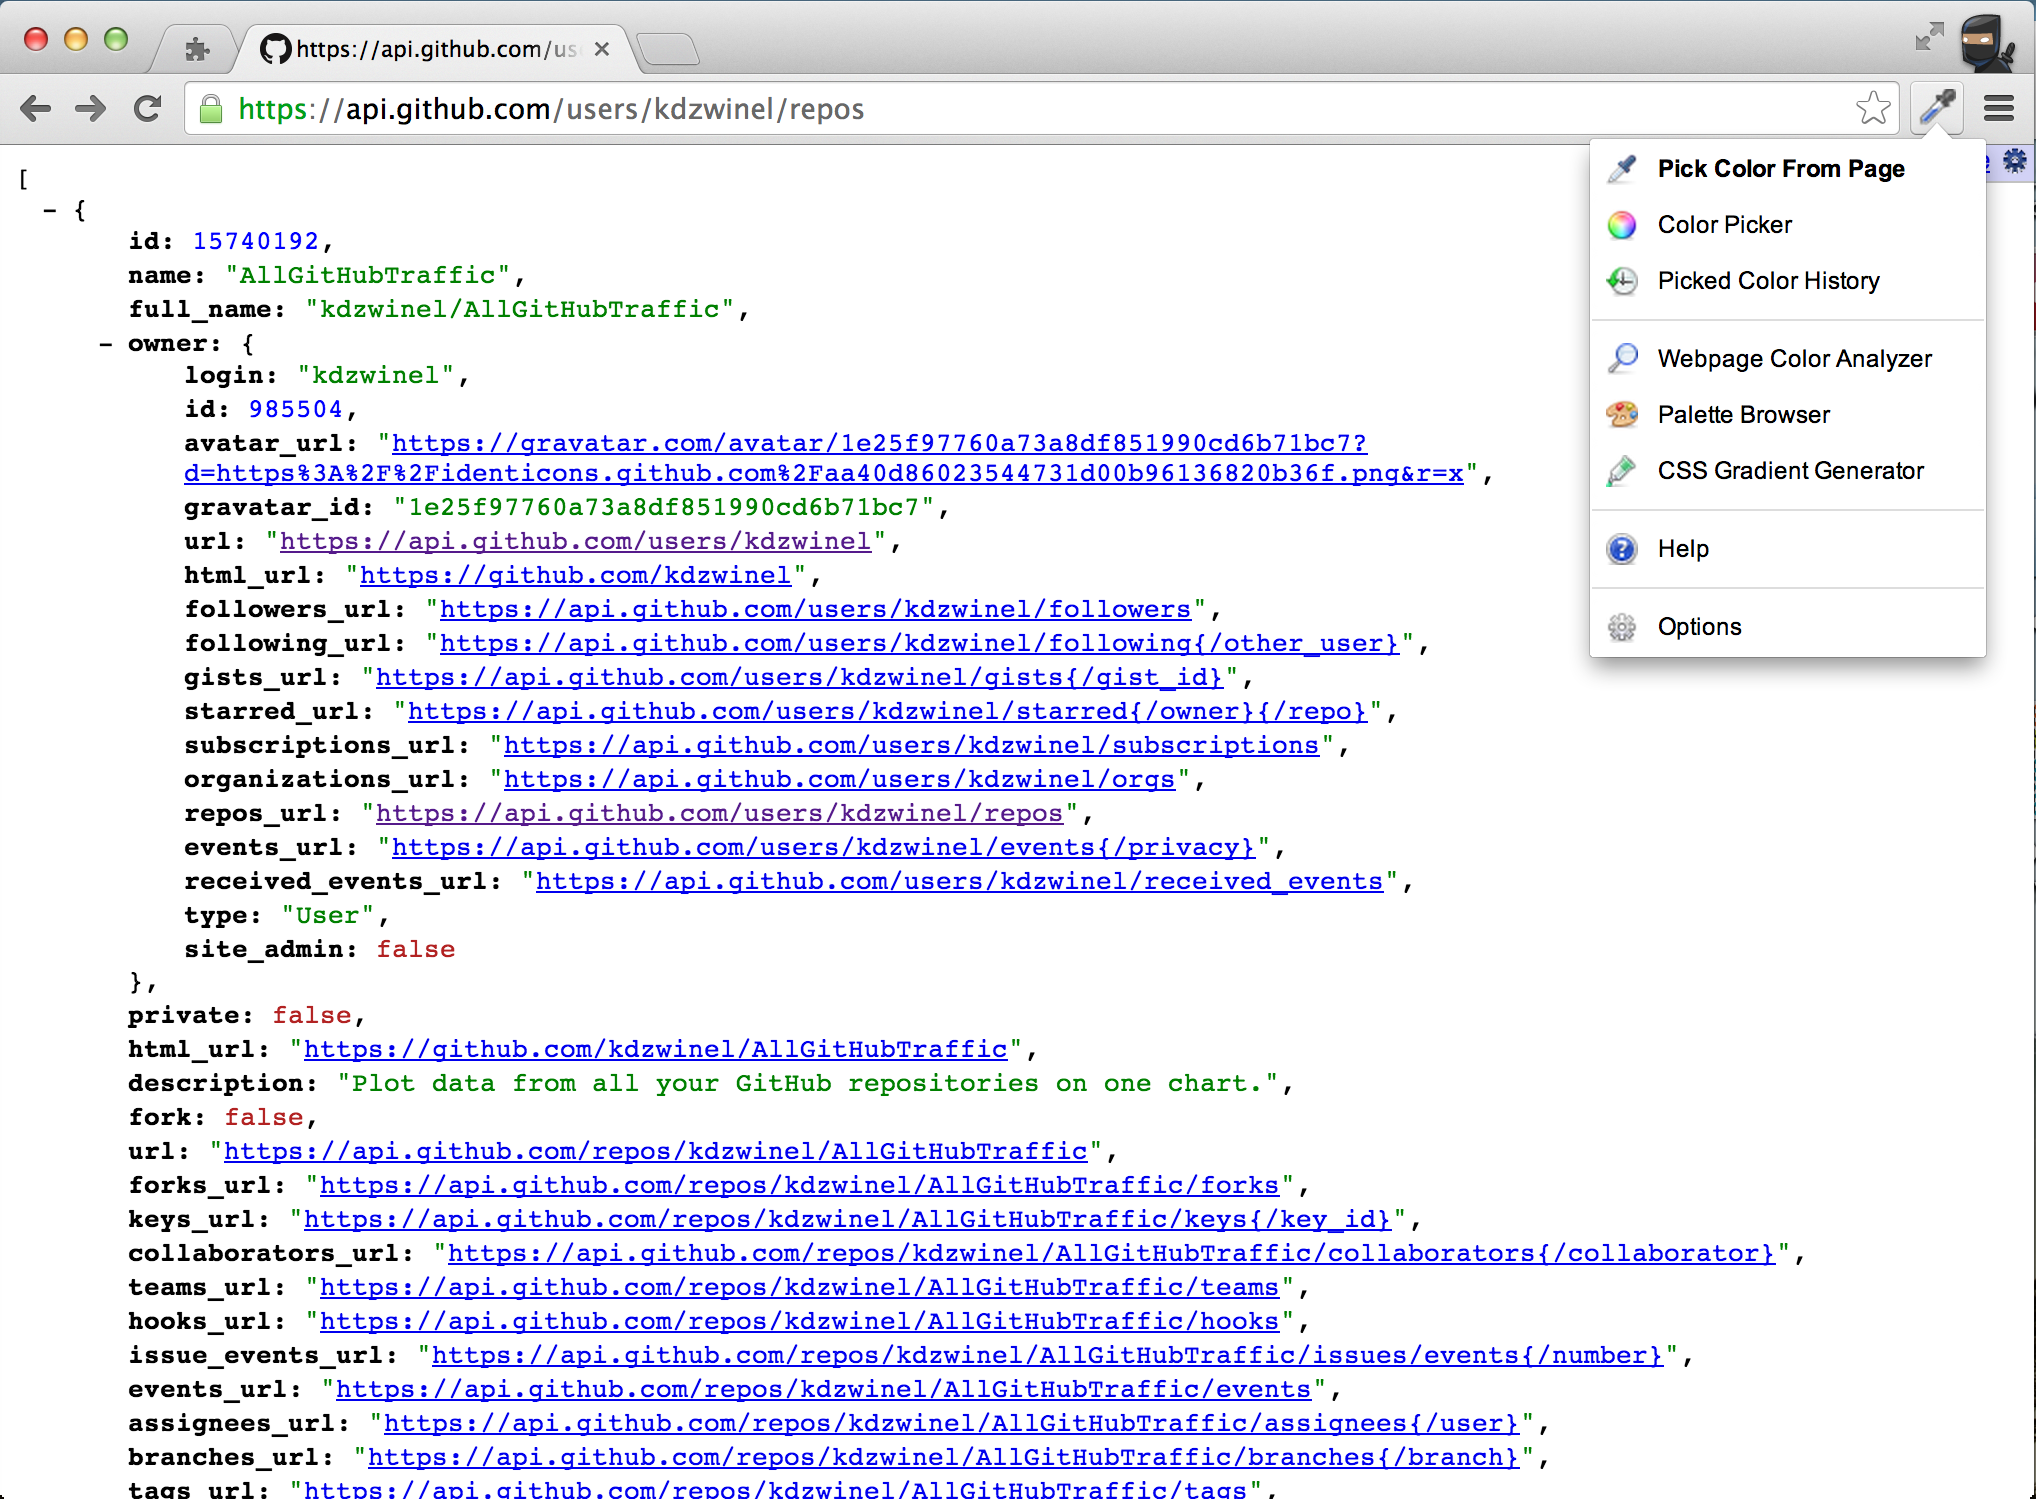 https://api.github.com/us
https://api.github.com/users/kdzwinel/repos
Pick Color From Page
Color Picker
Picked Color History
Webpage Color Analyzer
Palette Browser
CSS Gradient Generator
Help
Options
[
- {
id: 15740192,
name: "AllGitHubTraffic",
full_name: "kdzwinel/AllGitHubTraffic",
- owner: {
login: "kdzwinel",
id: 985504,
avatar_url: "https://gravatar.com/avatar/1e25f97760a73a8df851990cd6b71bc7?
d=https%3A%2F%2Fidenticons.github.com%2Faa40d86023544731d00b96136820b36f.png&r=x",
gravatar_id: "1e25f97760a73a8df851990cd6b71bc7",
url: "https://api.github.com/users/kdzwinel",
html_url: "https://github.com/kdzwinel",
followers_url: "https://api.github.com/users/kdzwinel/followers",
following_url: "https://api.github.com/users/kdzwinel/following{/other_user}",
gists_url: "https://api.github.com/users/kdzwinel/gists{/gist_id}",
starred_url: "https://api.github.com/users/kdzwinel/starred{/owner}{/repo}",
subscriptions_url: "https://api.github.com/users/kdzwinel/subscriptions",
organizations_url: "https://api.github.com/users/kdzwinel/orgs",
repos_url: "https://api.github.com/users/kdzwinel/repos",
events_url: "https://api.github.com/users/kdzwinel/events{/privacy}",
received_events_url: "https://api.github.com/users/kdzwinel/received_events",
type: "User",
site_admin: false
},
private: false,
html_url: "https://github.com/kdzwinel/AllGitHubTraffic",
description: "Plot data from all your GitHub repositories on one chart.",
fork: false,
url: "https://api.github.com/repos/kdzwinel/AllGitHubTraffic",
forks_url: "https://api.github.com/repos/kdzwinel/AllGitHubTraffic/forks",
keys_url: "https://api.github.com/repos/kdzwinel/AllGitHubTraffic/keys{/key_id}",
collaborators_url: "https://api.github.com/repos/kdzwinel/AllGitHubTraffic/collaborators{/collaborator}",
teams_url: "https://api.github.com/repos/kdzwinel/AllGitHubTraffic/teams",
hooks_url: "https://api.github.com/repos/kdzwinel/AllGitHubTraffic/hooks",
issue_events_url: "https://api.github.com/repos/kdzwinel/AllGitHubTraffic/issues/events{/number}",
events_url: "https://api.github.com/repos/kdzwinel/AllGitHubTraffic/events",
assignees_url: "https://api.github.com/repos/kdzwinel/AllGitHubTraffic/assignees{/user}",
branches_url: "https://api.github.com/repos/kdzwinel/AllGitHubTraffic/branches{/branch}",
tags_url: "https://api.github.com/repos/kdzwinel/AllGitHubTraffic/tags",